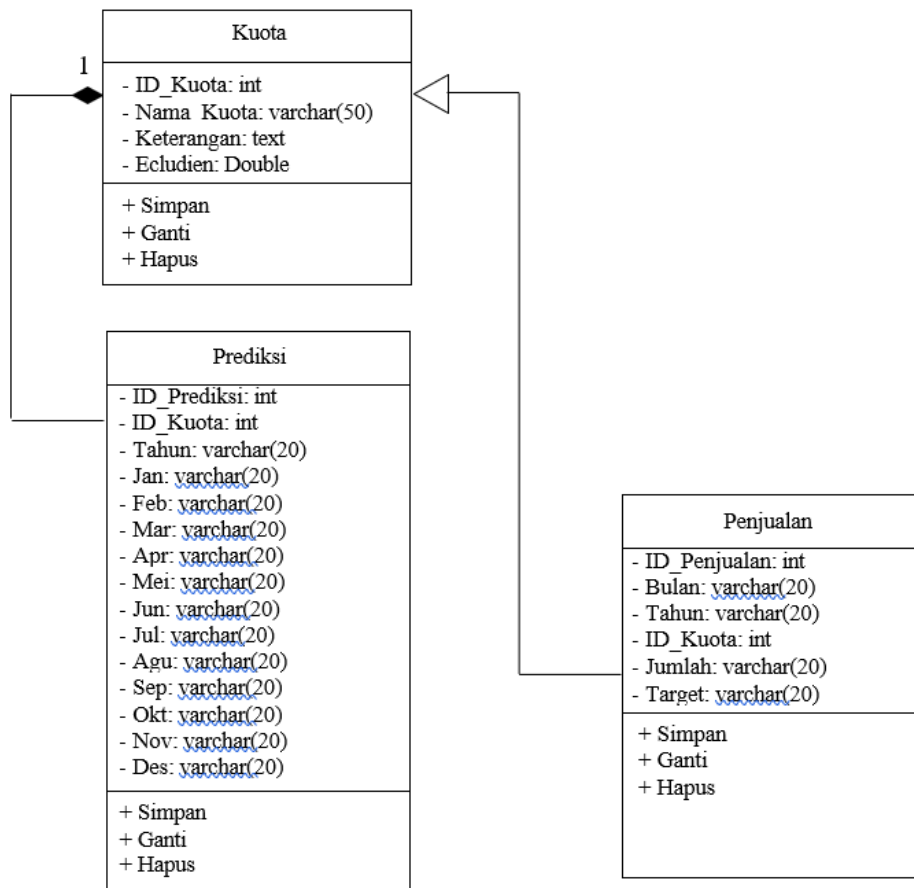 Kuota
1
- ID_Kuota: int
- Nama_Kuota: varchar(50)
- Keterangan: text
- Ecludien: Double
+ Simpan
+ Ganti
+ Hapus
Prediksi
- ID_Prediksi: int
- ID_Kuota: int
- Tahun: varchar(20)
- Jan: varchar(20)
- Feb: varchar(20)
- Mar: varchar(20)
- Apr: varchar(20)
- Mei: varchar(20)
- Jun: varchar(20)
- Jul: varchar(20)
- Agu: varchar(20)
- Sep: varchar(20)
- Okt: varchar(20)
- Nov: varchar(20)
- Des: varchar(20)
+ Simpan
+ Ganti
+ Hapus
Penjualan
- ID_Penjualan: int
- Bulan: varchar(20)
- Tahun: varchar(20)
- ID_Kuota: int
- Jumlah: varchar(20)
- Target: varchar(20)
+ Simpan
+ Ganti
+ Hapus